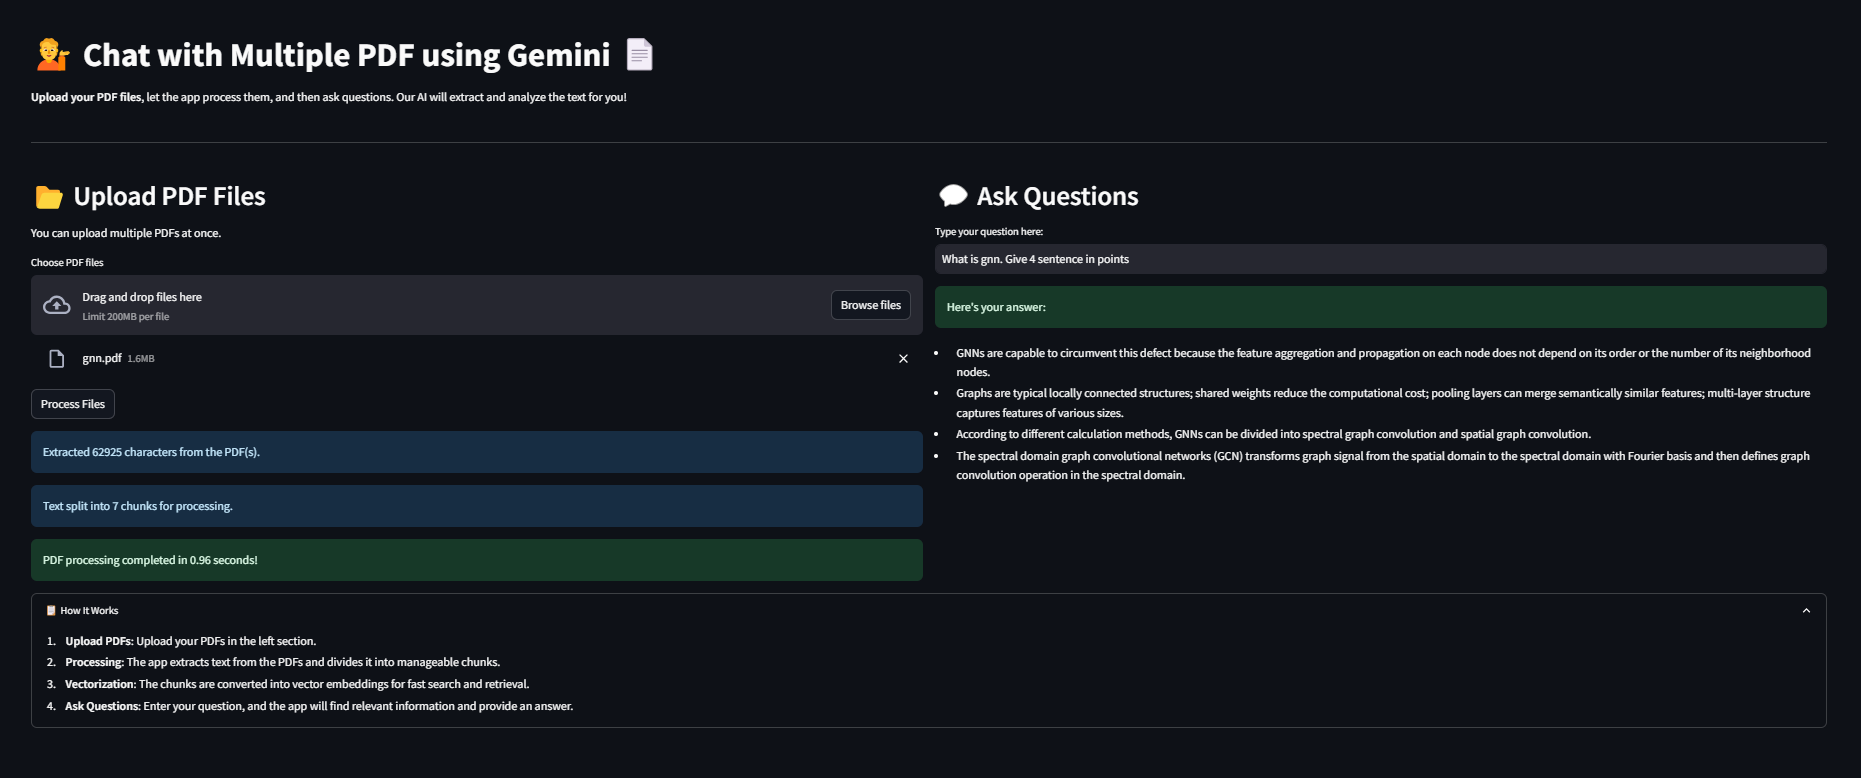 Chat with Multiple PDF using Gemini
Upload your PDF files, let the app process them, and then ask questions. Our AI will extract and analyze the text for you!
Upload PDF Files
You can upload multiple PDFs at once.
Choose PDF files
Drag and drop files here
Limit 200MB per file
Browse files
gnn.pdf 1.6MB
Process Files
Extracted 62925 characters from the PDF(s).
Text split into 7 chunks for processing.
PDF processing completed in 0.96 seconds!
Ask Questions
Type your question here:
What is gnn. Give 4 sentence in points
Here's your answer:
• GNNs are capable to circumvent this defect because the feature aggregation and propagation on each node does not depend on its order or the number of its neighborhood
nodes.
• Graphs are typical locally connected structures; shared weights reduce the computational cost; pooling layers can merge semantically similar features; multi-layer structure
captures features of various sizes.
• According to different calculation methods, GNNs can be divided into spectral graph convolution and spatial graph convolution.
• The spectral domain graph convolutional networks (GCN) transforms graph signal from the spatial domain to the spectral domain with Fourier basis and then defines graph
convolution operation in the spectral domain.
How It Works
1. Upload PDFs: Upload your PDFs in the left section.
2. Processing: The app extracts text from the PDFs and divides it into manageable chunks.
3. Vectorization: The chunks are converted into vector embeddings for fast search and retrieval.
4. Ask Questions: Enter your question, and the app will find relevant information and provide an answer.